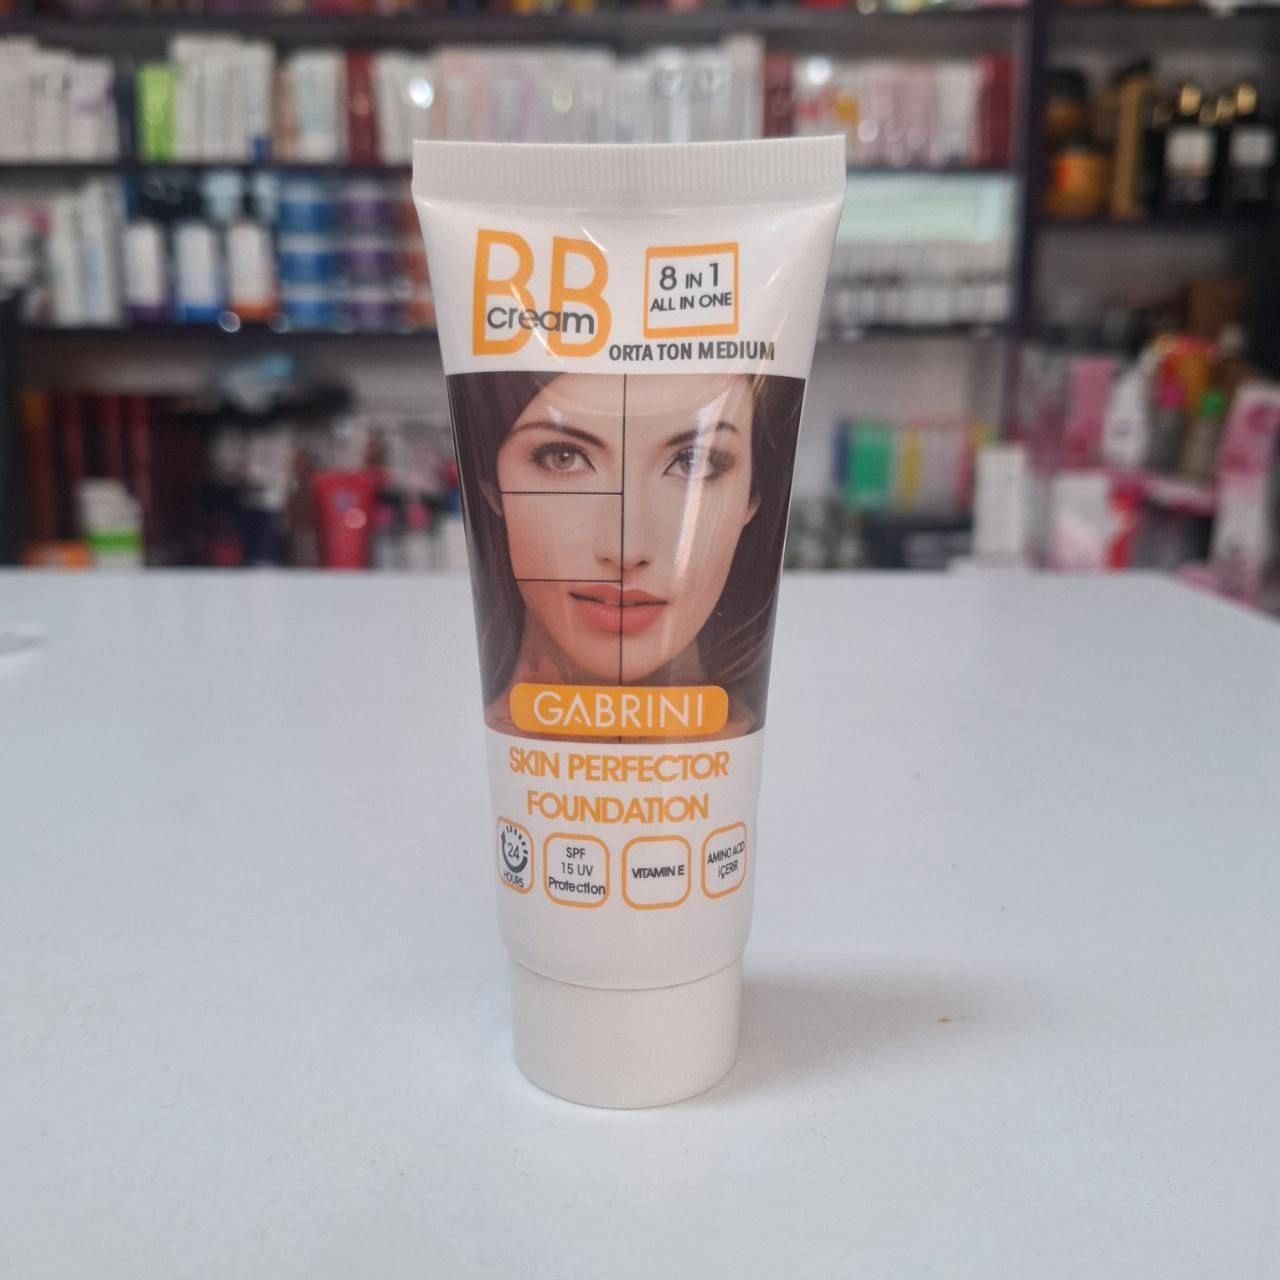 BB
cream
8 IN 1
ALL IN ONE
ORTA TON MEDIUM
GABRINI
SKIN PERFECTOR
FOUNDATION
24
HOURS
SPF
15 UV
Protection
VITAMIN E
AMINO ACID
İÇERİR